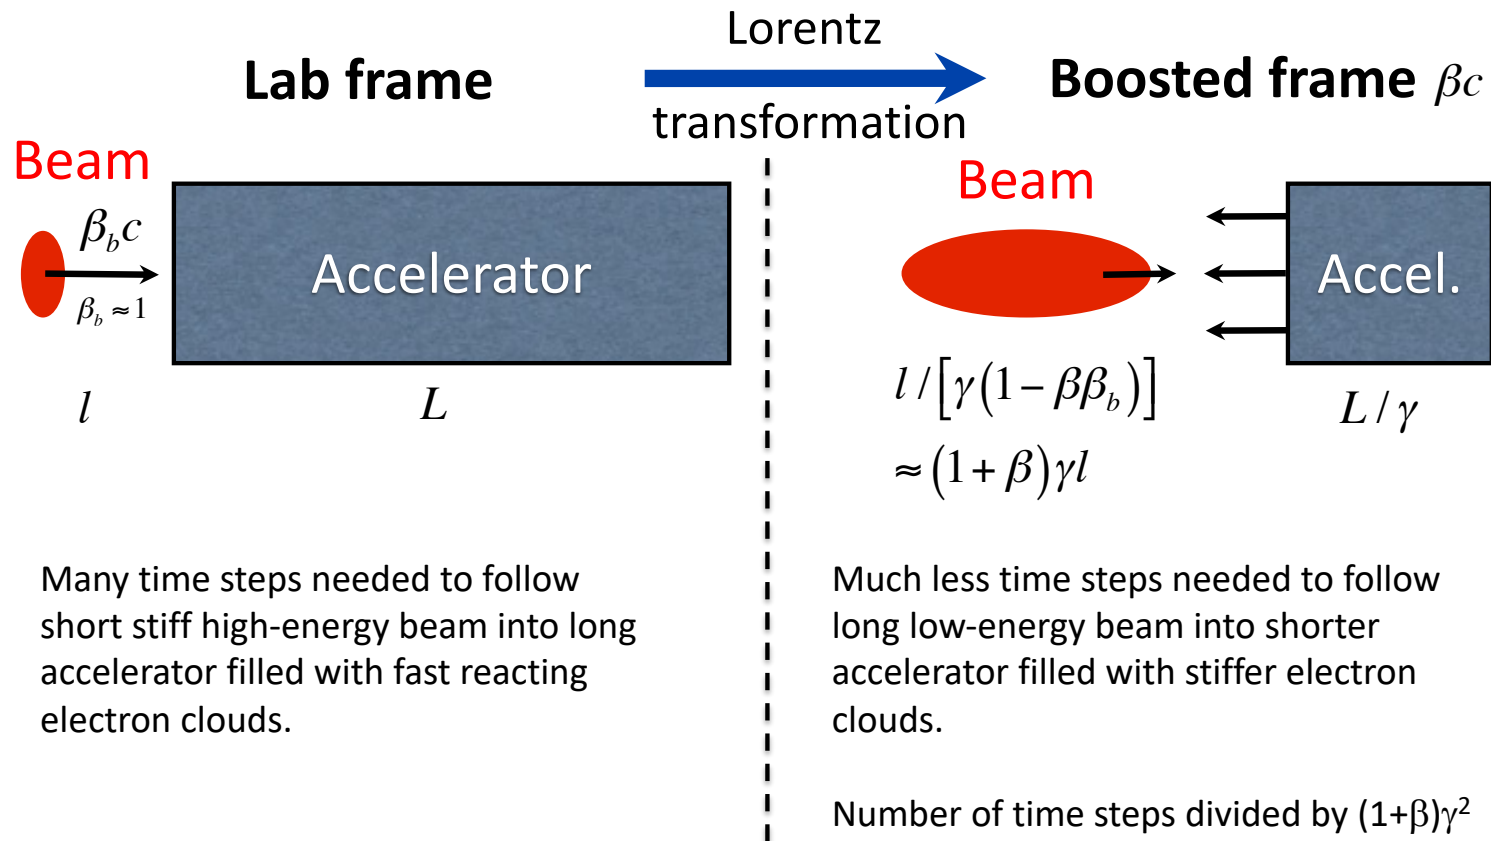 Lorentz
transformation
Lab frame
Boosted frame βc
Beam
β_b c
β_b ≈ 1
Accelerator
l
L
Beam
Accel.
l / [γ(1 − ββ_b)]
≈ (1 + β)γl
L / γ
Many time steps needed to follow
short stiff high-energy beam into long
accelerator filled with fast reacting
electron clouds.
Much less time steps needed to follow
long low-energy beam into shorter
accelerator filled with stiffer electron
clouds.
Number of time steps divided by (1+β)γ²